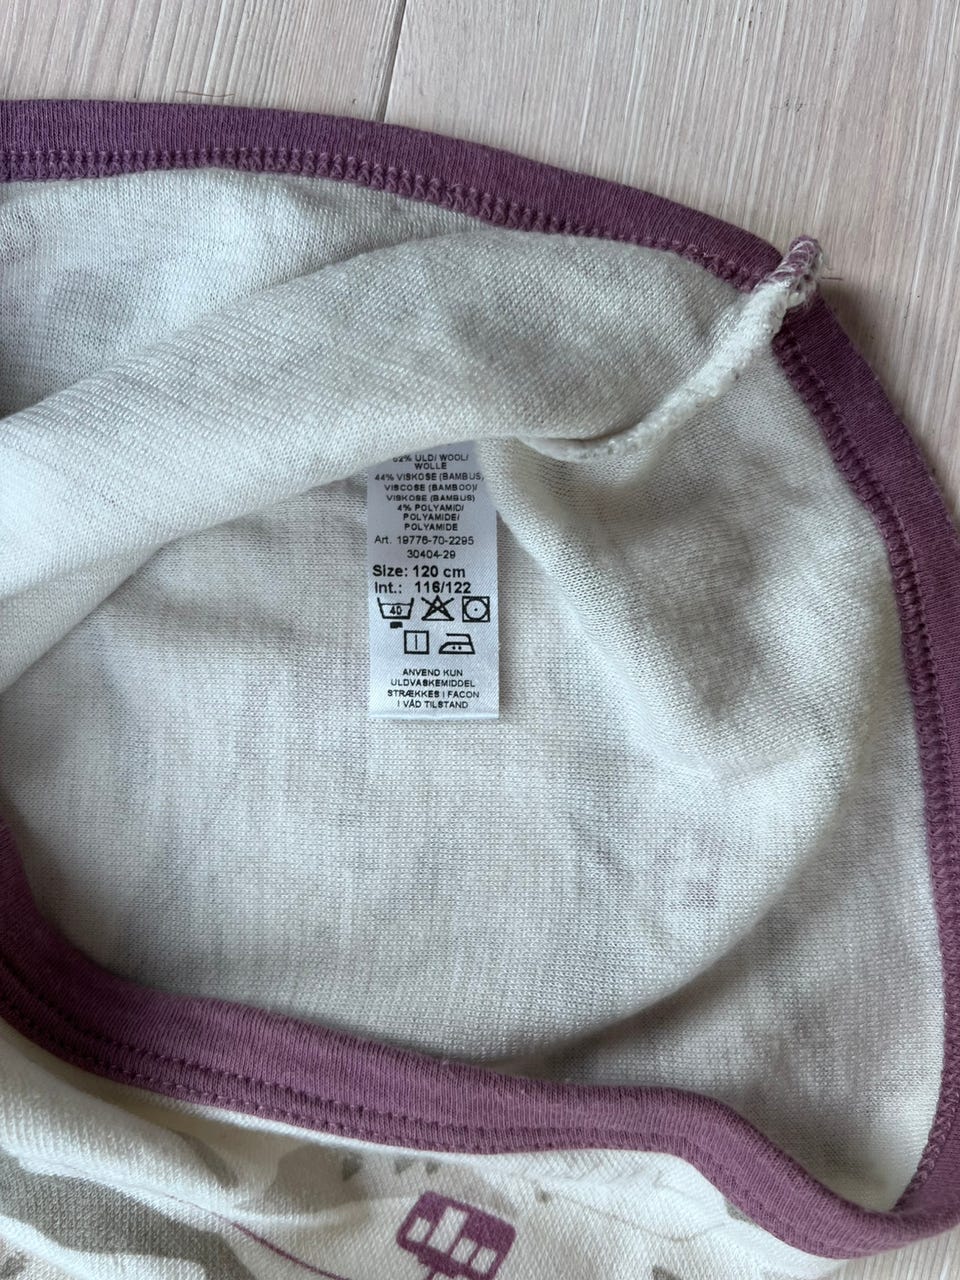 52% ULD/ WOOL/
WOLLE
44% VISKOSE (BAMBUS)
VISCOSE (BAMBOO)/
VISKOSE (BAMBUS)
4% POLYAMID/
POLYAMIDE/
POLYAMIDE
Art. 19776-70-2295
30404-29
Size: 120 cm
Int.: 116/122
40
ANVEND KUN
ULDVASKEMIDDEL
STRÆKKES I FACON
I VÅD TILSTAND